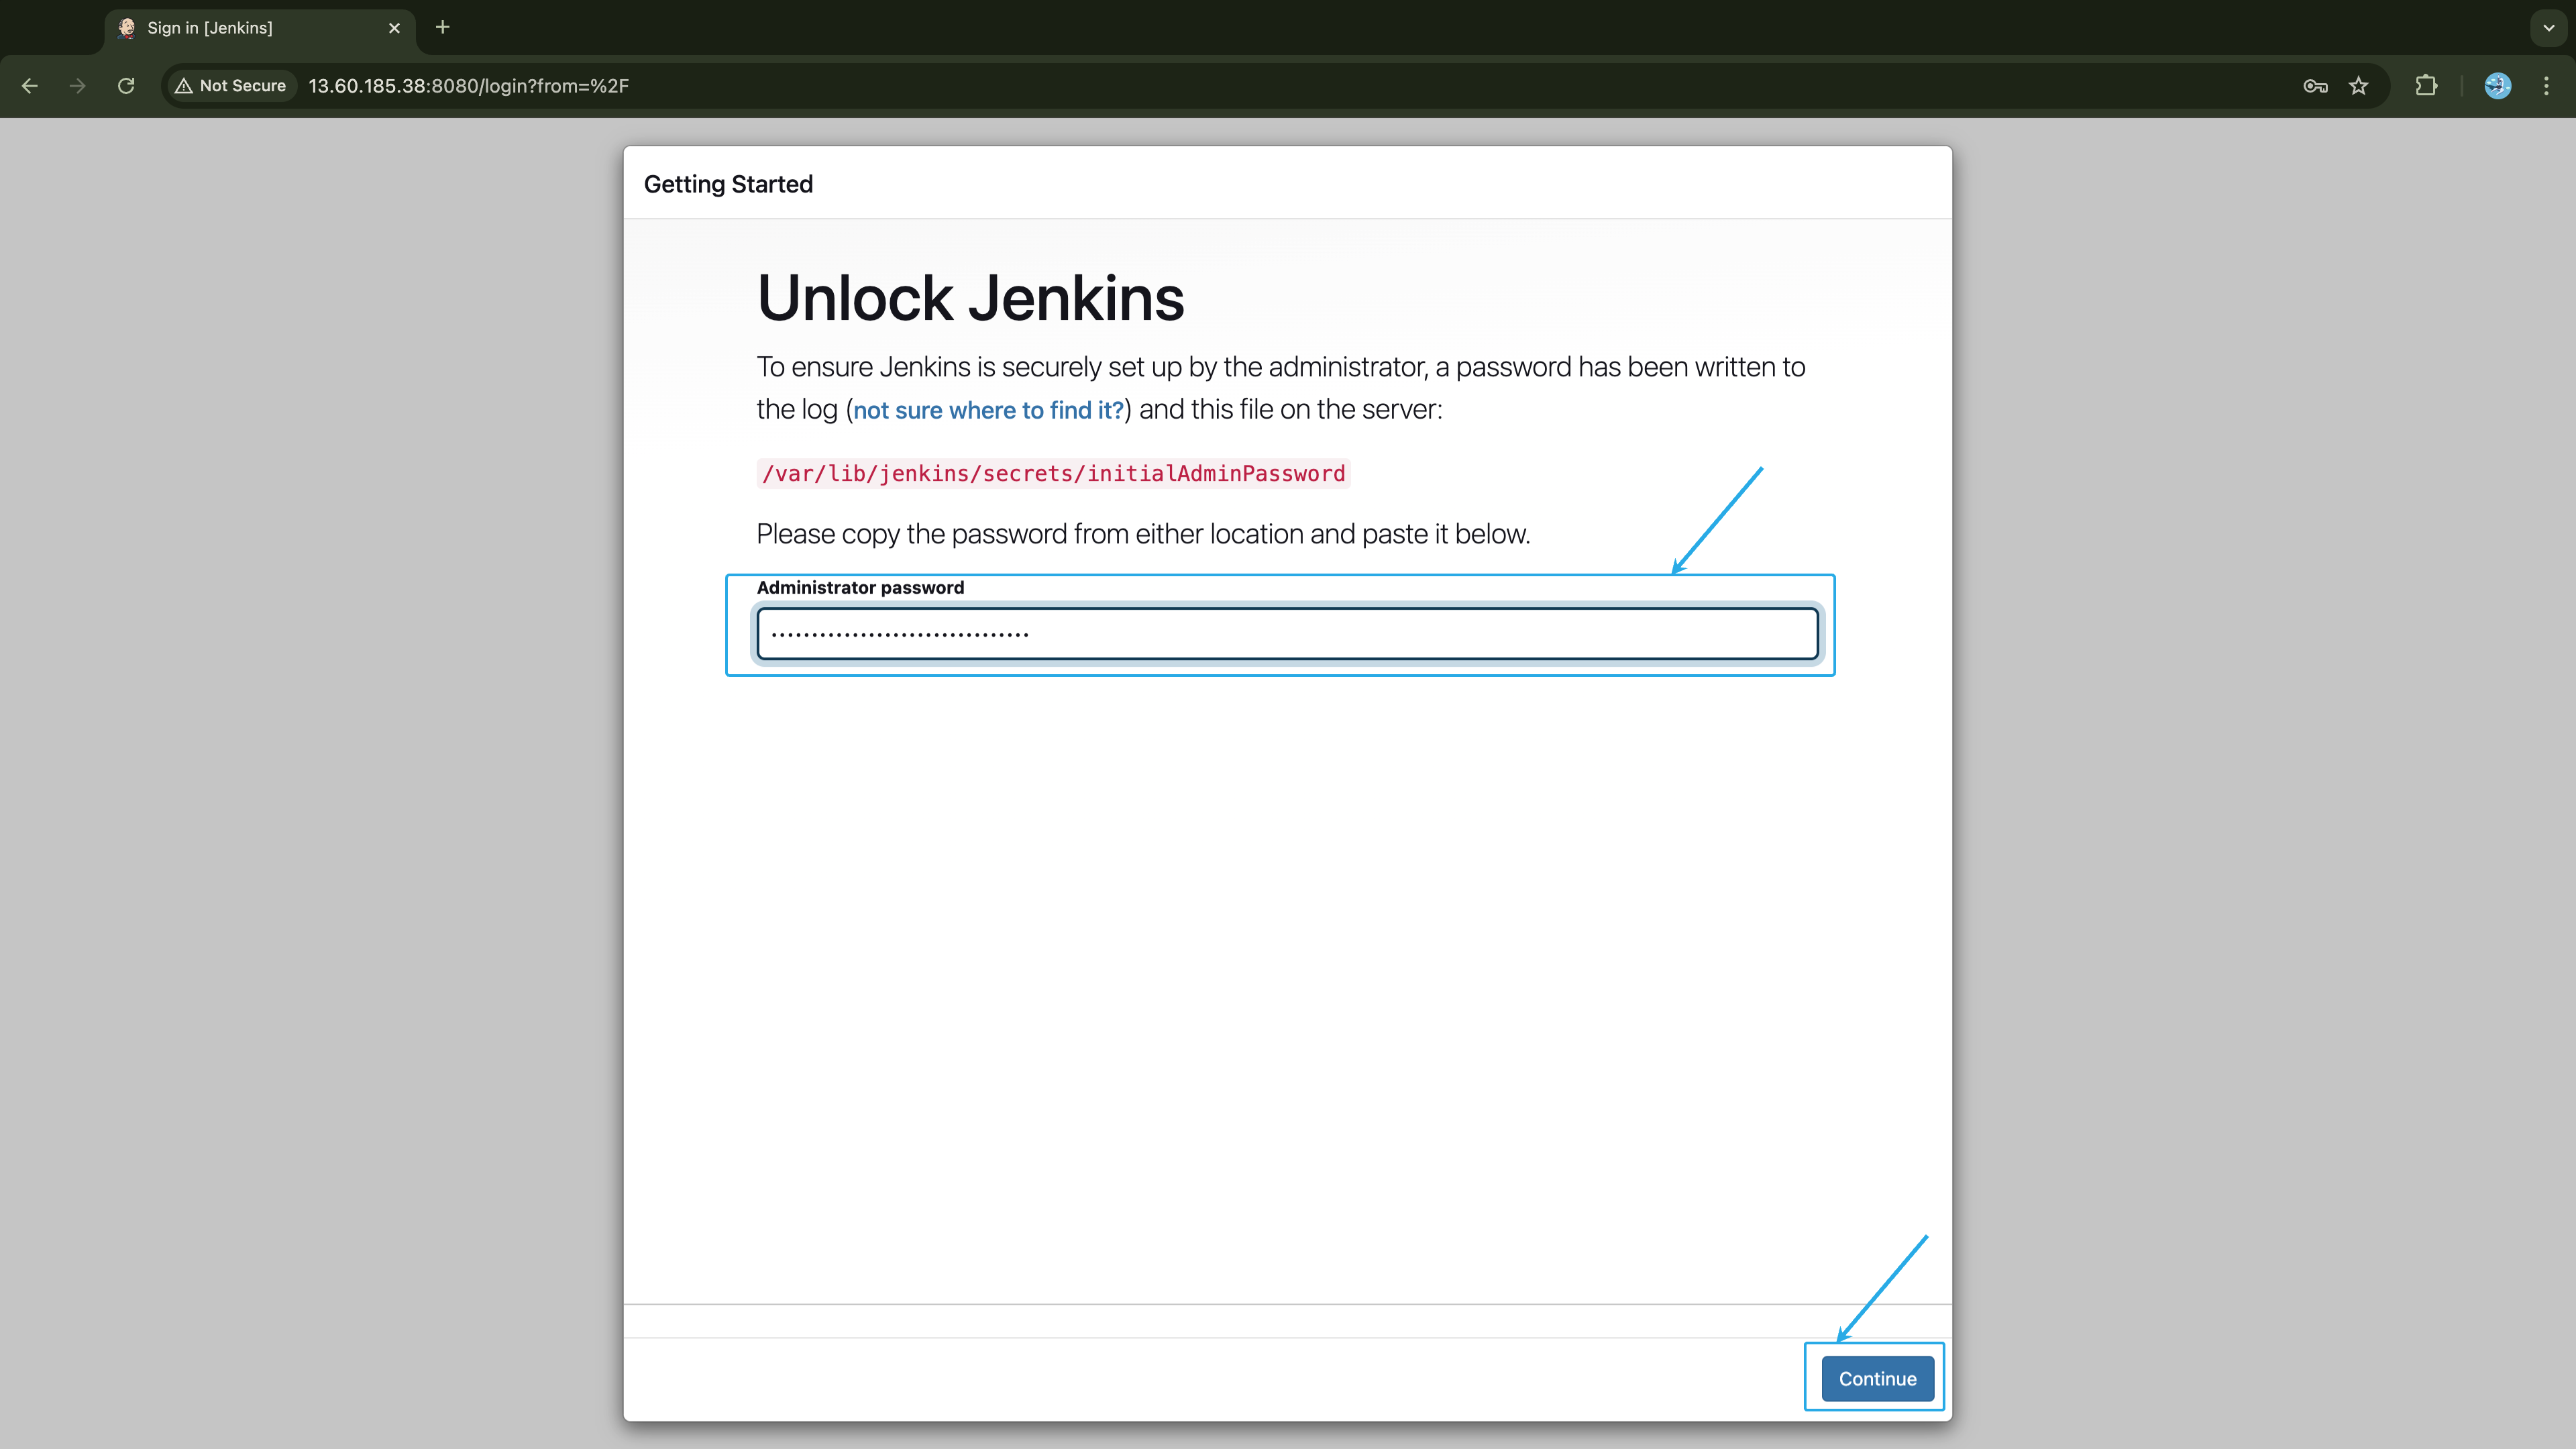 Sign in [Jenkins]
Not Secure 13.60.185.38:8080/login?from=%2F
Getting Started
Unlock Jenkins
To ensure Jenkins is securely set up by the administrator, a password has been written to
the log (not sure where to find it?) and this file on the server:
/var/lib/jenkins/secrets/initialAdminPassword
Please copy the password from either location and paste it below.
Administrator password
••••••••••••••••••••••••••••••••
Continue